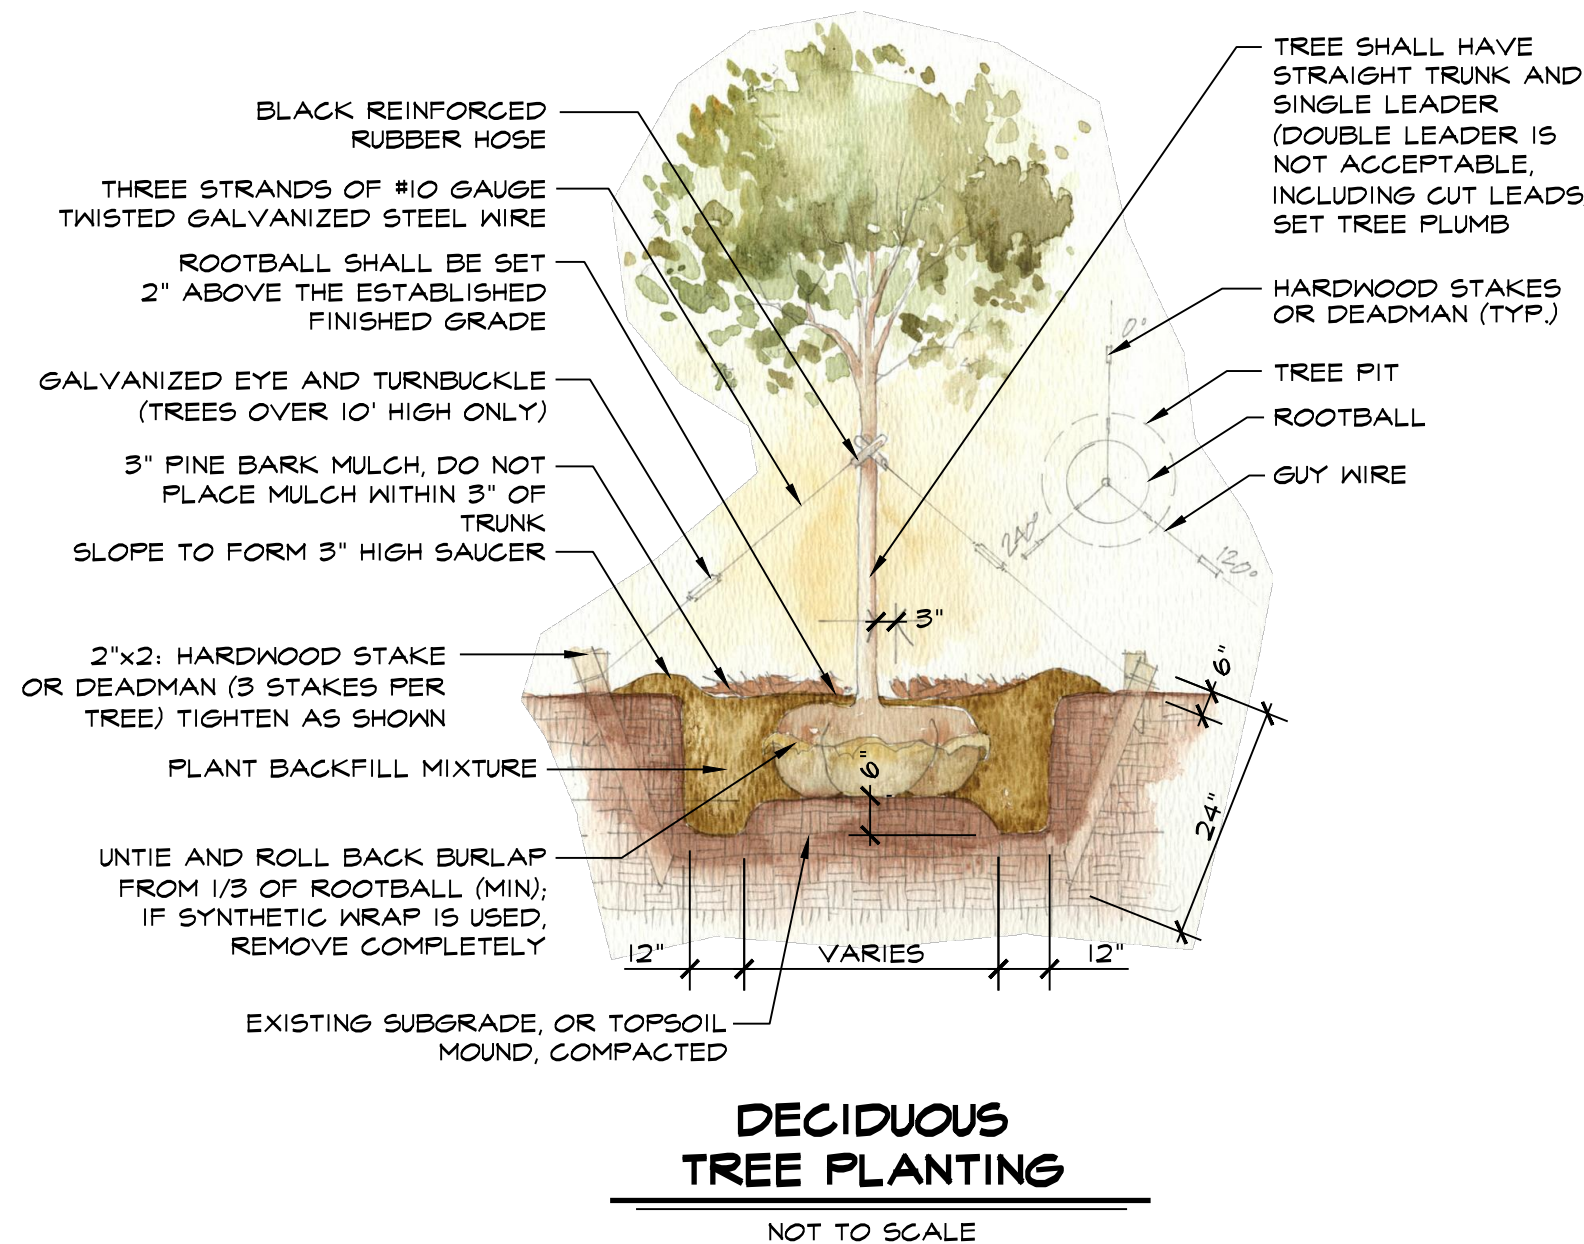 BLACK REINFORCED
RUBBER HOSE
THREE STRANDS OF #10 GAUGE
TWISTED GALVANIZED STEEL WIRE
ROOTBALL SHALL BE SET
2" ABOVE THE ESTABLISHED
FINISHED GRADE
GALVANIZED EYE AND TURNBUCKLE
(TREES OVER 10' HIGH ONLY)
3" PINE BARK MULCH, DO NOT
PLACE MULCH WITHIN 3" OF
TRUNK
SLOPE TO FORM 3" HIGH SAUCER
2"x2: HARDWOOD STAKE
OR DEADMAN (3 STAKES PER
TREE) TIGHTEN AS SHOWN
PLANT BACKFILL MIXTURE
UNTIE AND ROLL BACK BURLAP
FROM 1/3 OF ROOTBALL (MIN);
IF SYNTHETIC WRAP IS USED,
REMOVE COMPLETELY
EXISTING SUBGRADE, OR TOPSOIL
MOUND, COMPACTED
TREE SHALL HAVE
STRAIGHT TRUNK AND
SINGLE LEADER
(DOUBLE LEADER IS
NOT ACCEPTABLE,
INCLUDING CUT LEADS
SET TREE PLUMB
HARDWOOD STAKES
OR DEADMAN (TYP.)
TREE PIT
ROOTBALL
GUY WIRE
0°
240°
120°
3"
6"
6"
24"
12"
VARIES
12"
DECIDUOUS
TREE PLANTING
NOT TO SCALE